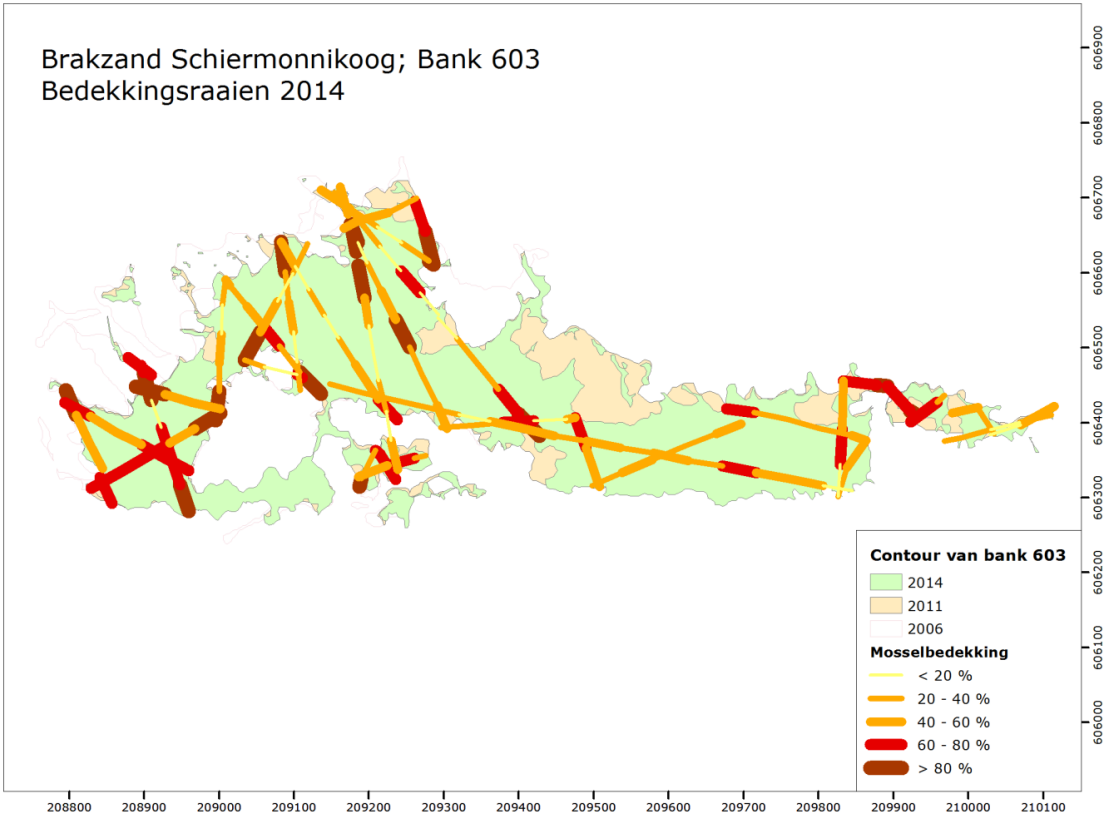 Brakzand Schiermonnikoog; Bank 603
Bedekkingsraaien 2014
606900
606800
606700
606600
606500
606400
606300
606200
606100
606000
Contour van bank 603
2014
2011
2006
Mosselbedekking
< 20 %
20 - 40 %
40 - 60 %
60 - 80 %
> 80 %
208800 208900 209000 209100 209200 209300 209400 209500 209600 209700 209800 209900 210000 210100